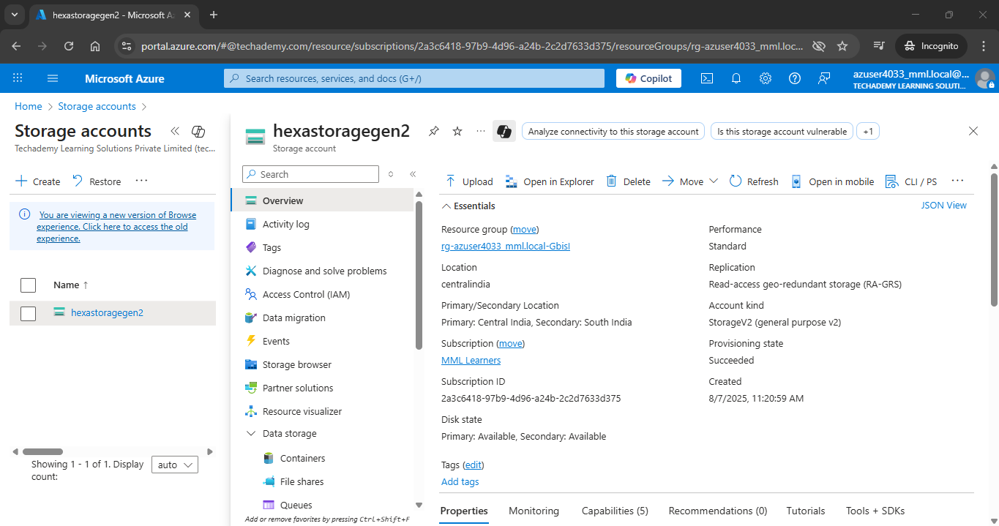 hexastoragegen2 - Microsoft Az
portal.azure.com/#@techademy.com/resource/subscriptions/2a3c6418-97b9-4d96-a24b-2c2d7633d375/resourceGroups/rg-azuser4033_mml.loc...
Incognito
Microsoft Azure
Search resources, services, and docs (G+/)
Copilot
azuser4033_mml.local@...
TECHADEMY LEARNING SOLUTI...
Home > Storage accounts >
Storage accounts
Techademy Learning Solutions Private Limited (tec...
Create
Restore
...
You are viewing a new version of Browse
experience. Click here to access the old
experience.
Name ↑
hexastoragegen2
Showing 1 - 1 of 1. Display
count:
auto
hexastoragegen2
Storage account
...
Analyze connectivity to this storage account
Is this storage account vulnerable
+1
Search
Overview
Activity log
Tags
Diagnose and solve problems
Access Control (IAM)
Data migration
Events
Storage browser
Partner solutions
Resource visualizer
Data storage
Containers
File shares
Queues
Add or remove favorites by pressing Ctrl+Shift+F
Upload
Open in Explorer
Delete
Move
Refresh
Open in mobile
CLI / PS
...
Essentials
JSON View
Resource group (move)
rg-azuser4033_mml.local-GbisI
Location
centralindia
Primary/Secondary Location
Primary: Central India, Secondary: South India
Subscription (move)
MML Learners
Subscription ID
2a3c6418-97b9-4d96-a24b-2c2d7633d375
Disk state
Primary: Available, Secondary: Available
Performance
Standard
Replication
Read-access geo-redundant storage (RA-GRS)
Account kind
StorageV2 (general purpose v2)
Provisioning state
Succeeded
Created
8/7/2025, 11:20:59 AM
Tags (edit)
Add tags
Properties
Monitoring
Capabilities (5)
Recommendations (0)
Tutorials
Tools + SDKs